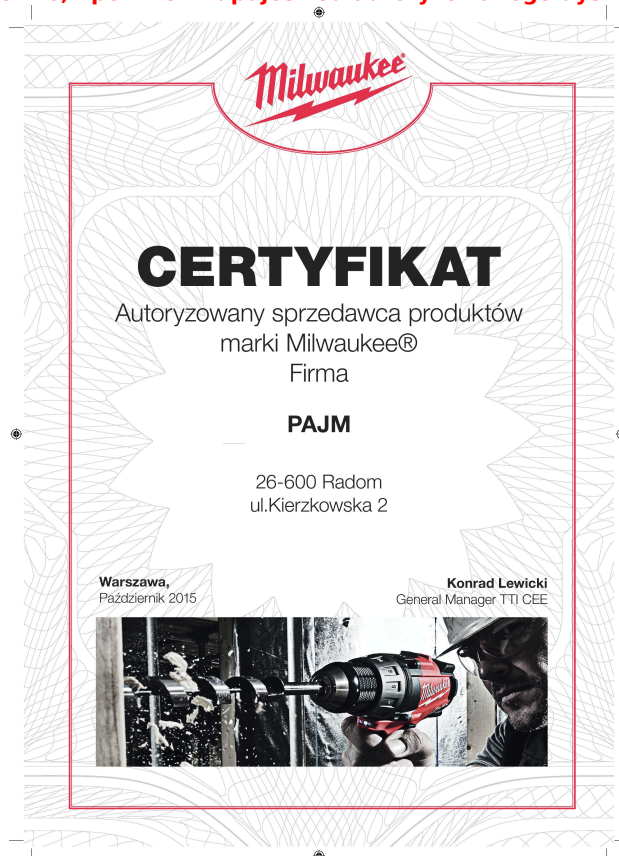 Milwaukee®
CERTYFIKAT
Autoryzowany sprzedawca produktów
marki Milwaukee®
Firma
PAJM
26-600 Radom
ul.Kierzkowska 2
Warszawa,
Październik 2015
Konrad Lewicki
General Manager TTI CEE
Milwaukee